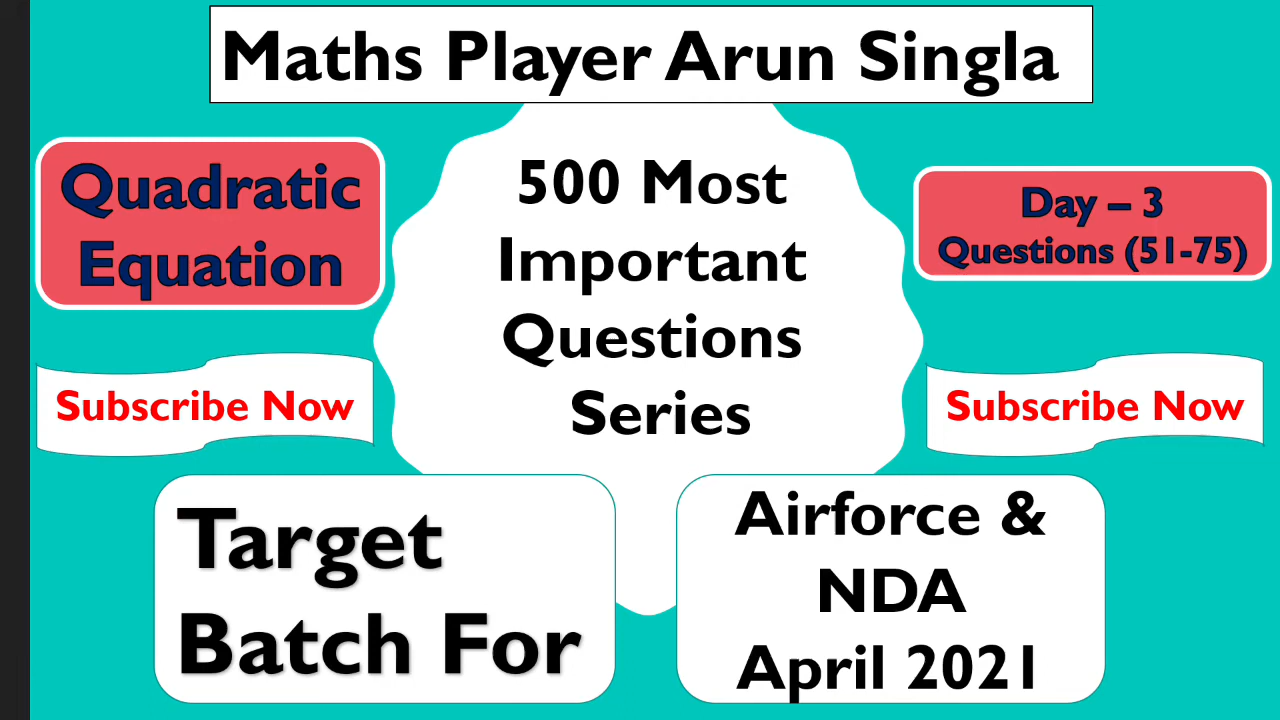 Maths Player Arun Singla
Quadratic
Equation
500 Most
Important
Questions
Series
Day – 3
Questions (51-75)
Subscribe Now
Subscribe Now
Target
Batch For
Airforce &
NDA
April 2021